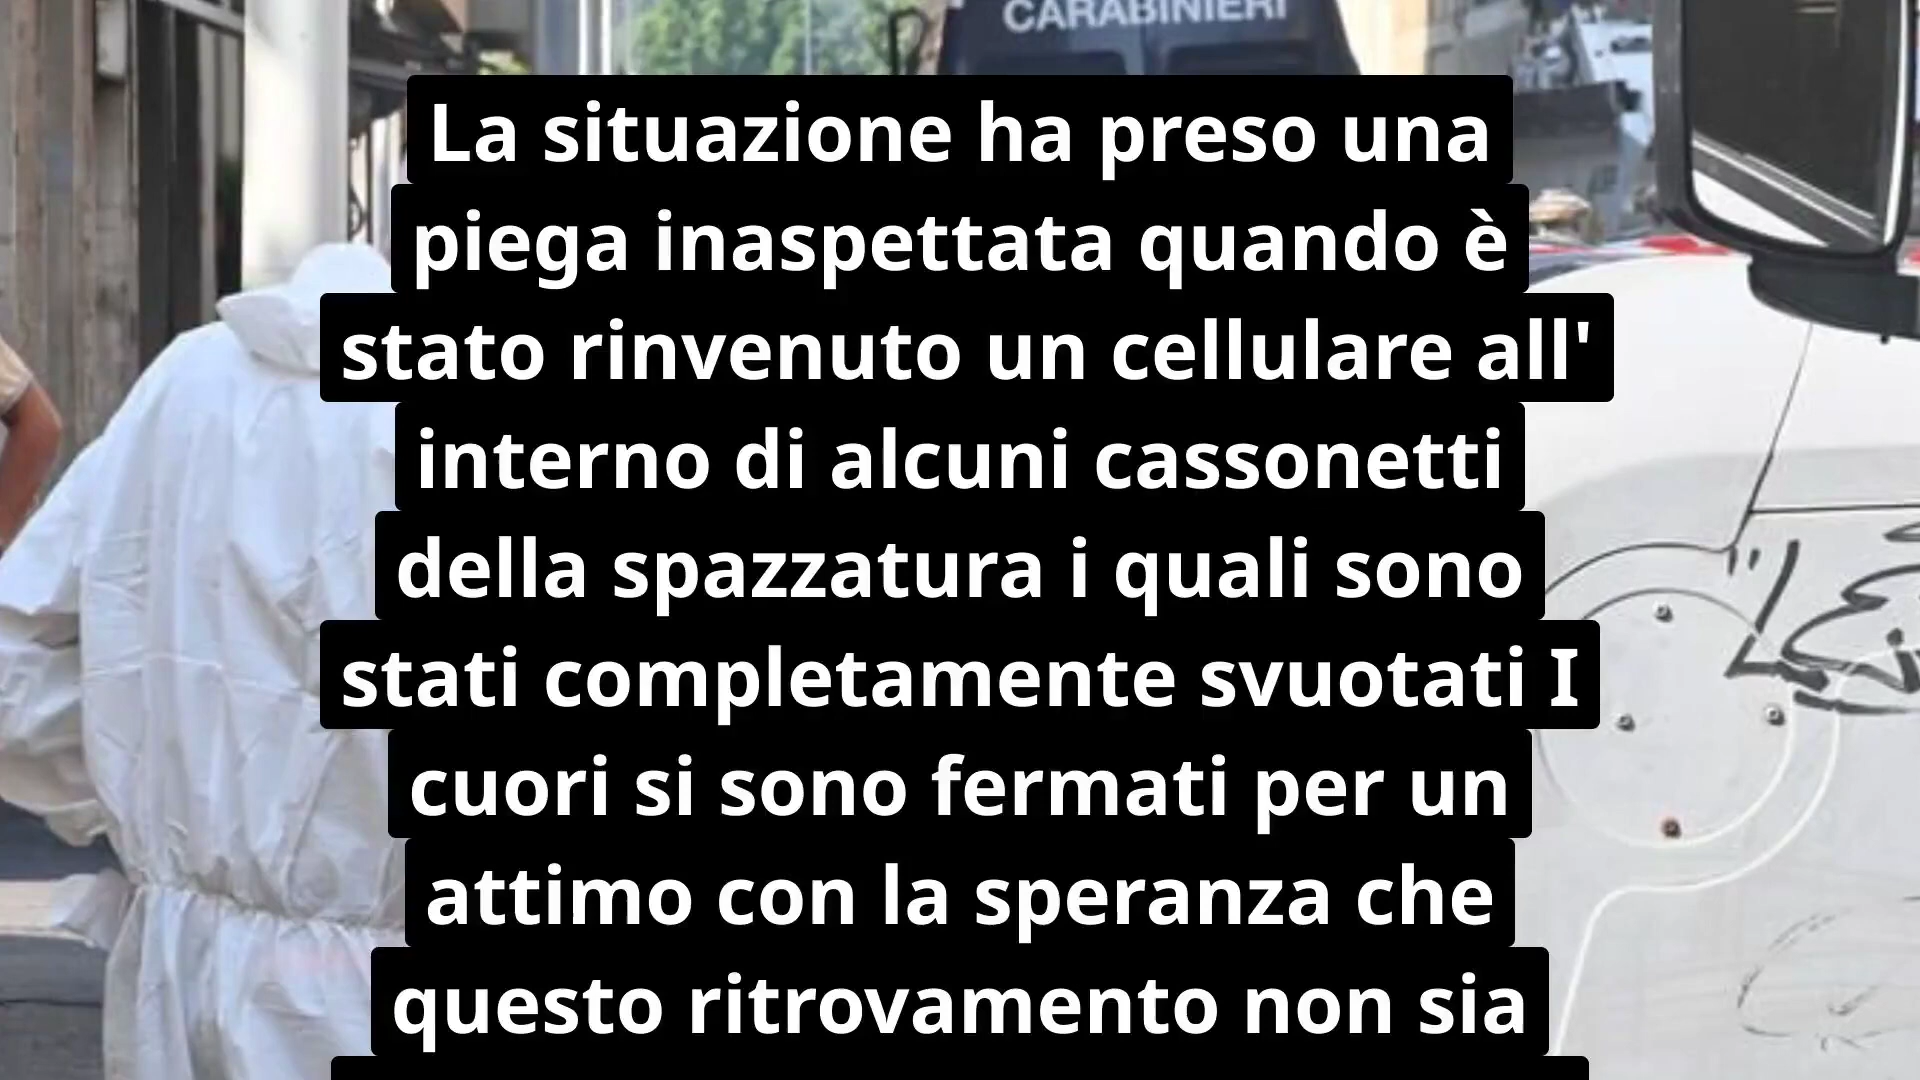 CARABINIERI
La situazione ha preso una
piega inaspettata quando è
stato rinvenuto un cellulare all'
interno di alcuni cassonetti
della spazzatura i quali sono
stati completamente svuotati I
cuori si sono fermati per un
attimo con la speranza che
questo ritrovamento non sia